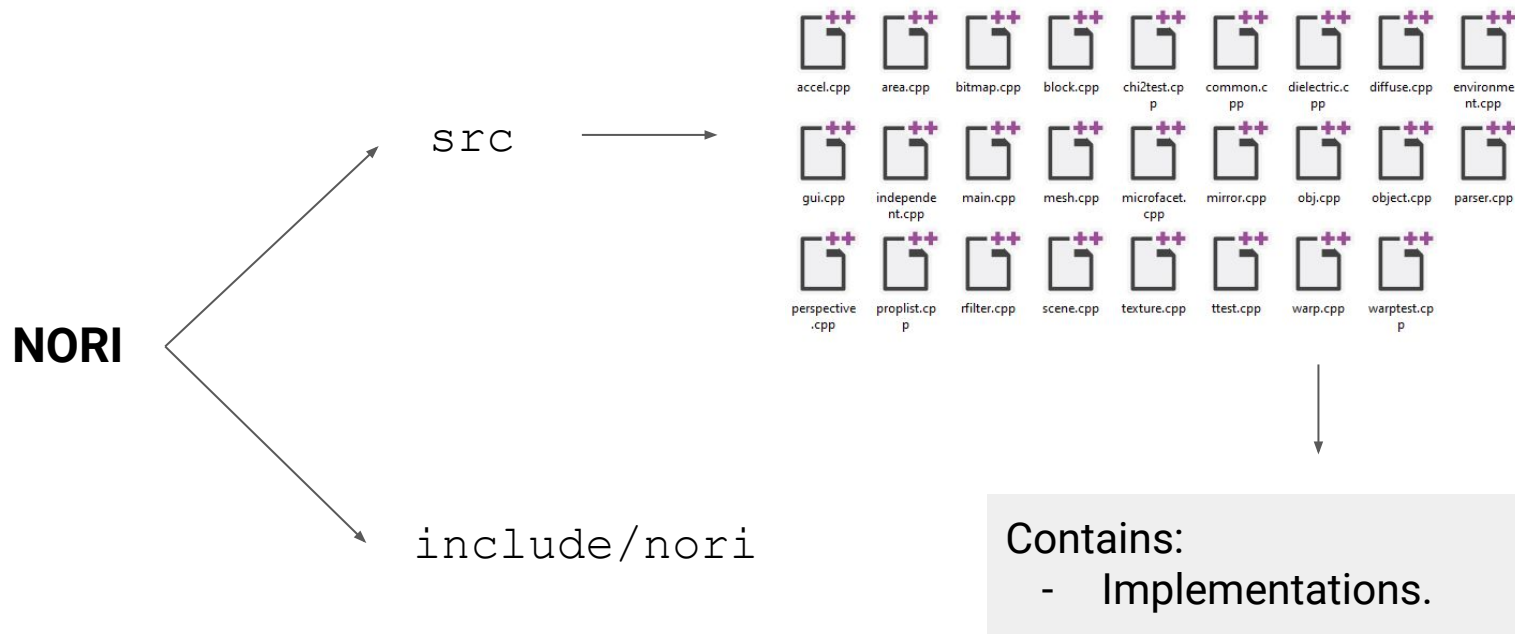 accel.cpp area.cpp bitmap.cpp block.cpp chi2test.cp common.c dielectric.c diffuse.cpp environme
p pp pp nt.cpp
src
gui.cpp independe main.cpp mesh.cpp microfacet. mirror.cpp obj.cpp object.cpp parser.cpp
nt.cpp cpp
perspective proplist.cp rfilter.cpp scene.cpp texture.cpp ttest.cpp warp.cpp warptest.cp
.cpp p p
NORI
include/nori
Contains:
- Implementations.